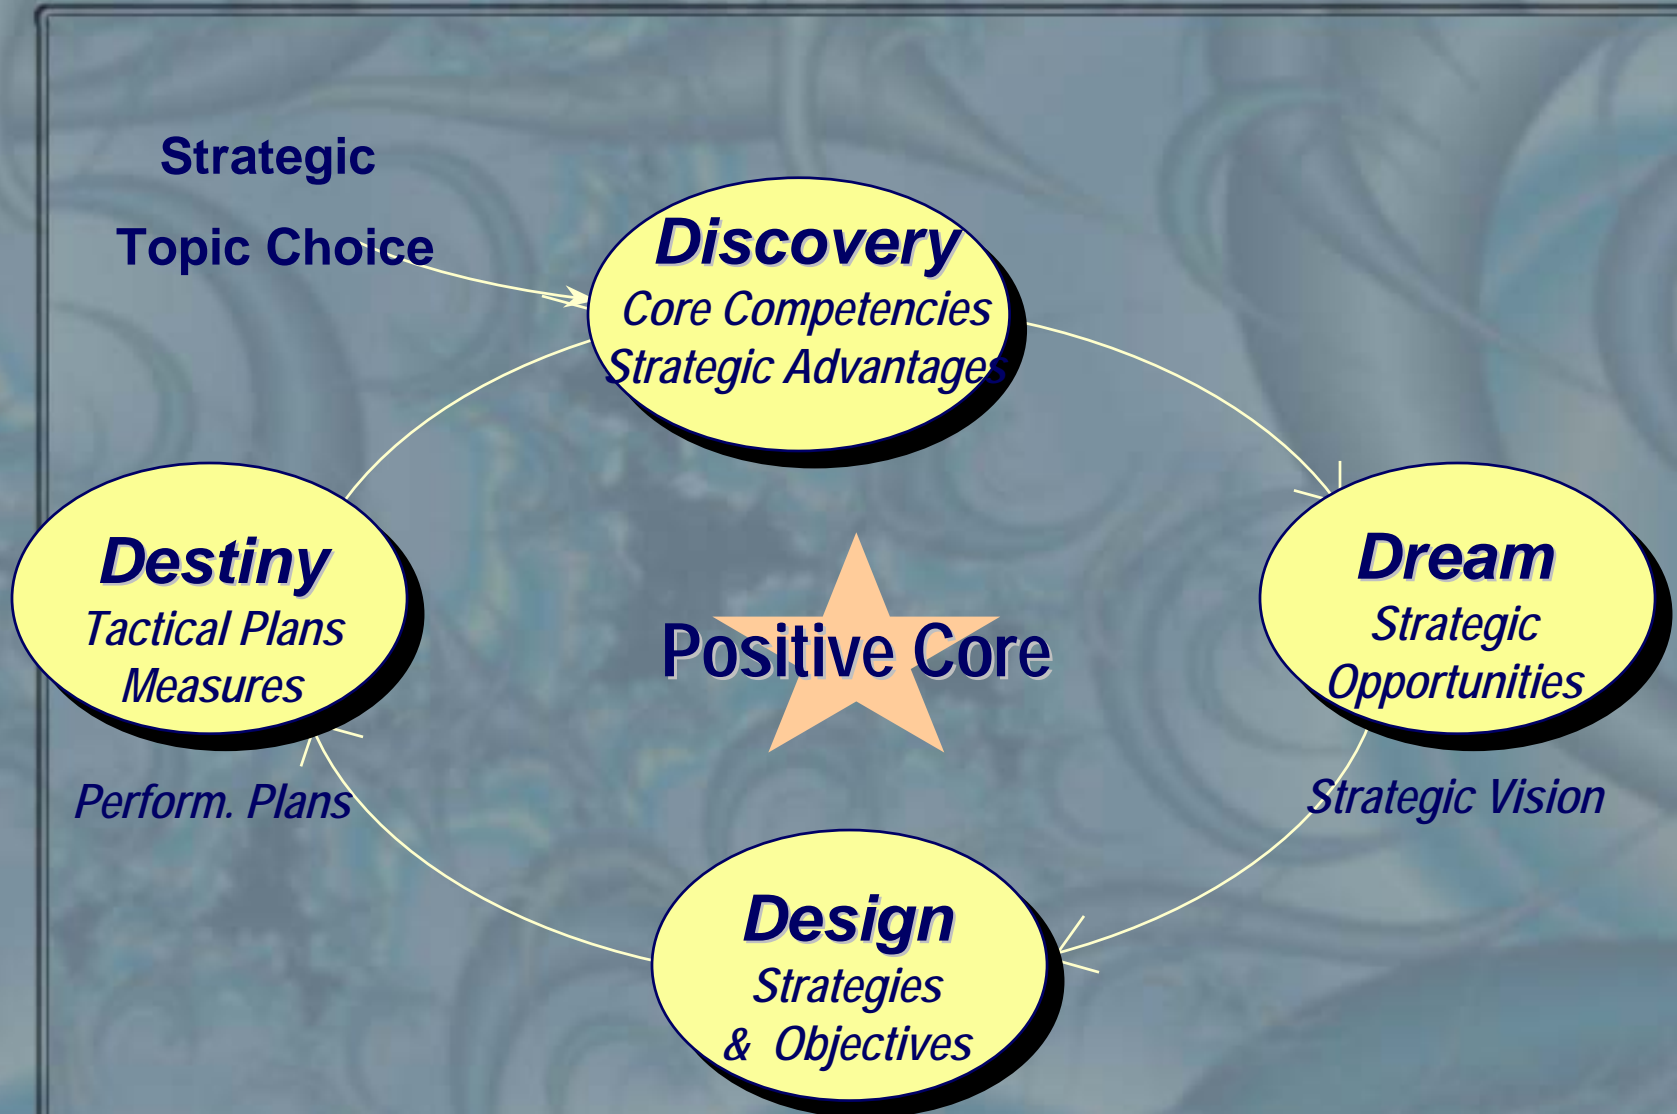 Strategic
Topic Choice
Discovery
Core Competencies
Strategic Advantages
Destiny
Tactical Plans
Measures
Positive Core
Dream
Strategic
Opportunities
Perform. Plans
Strategic Vision
Design
Strategies
& Objectives